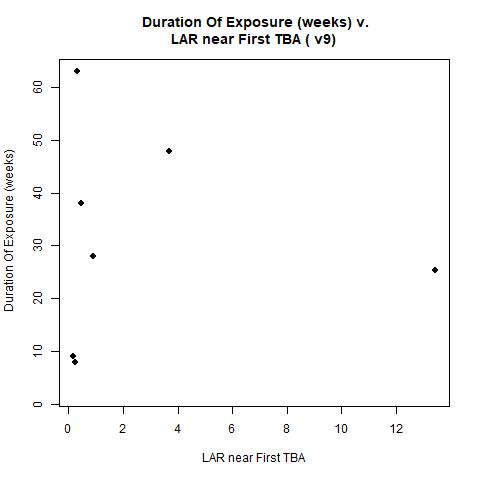 Duration Of Exposure (weeks) v.
LAR near First TBA ( v9)
Duration Of Exposure (weeks)
60
50
40
30
20
10
0
0 2 4 6 8 10 12
LAR near First TBA